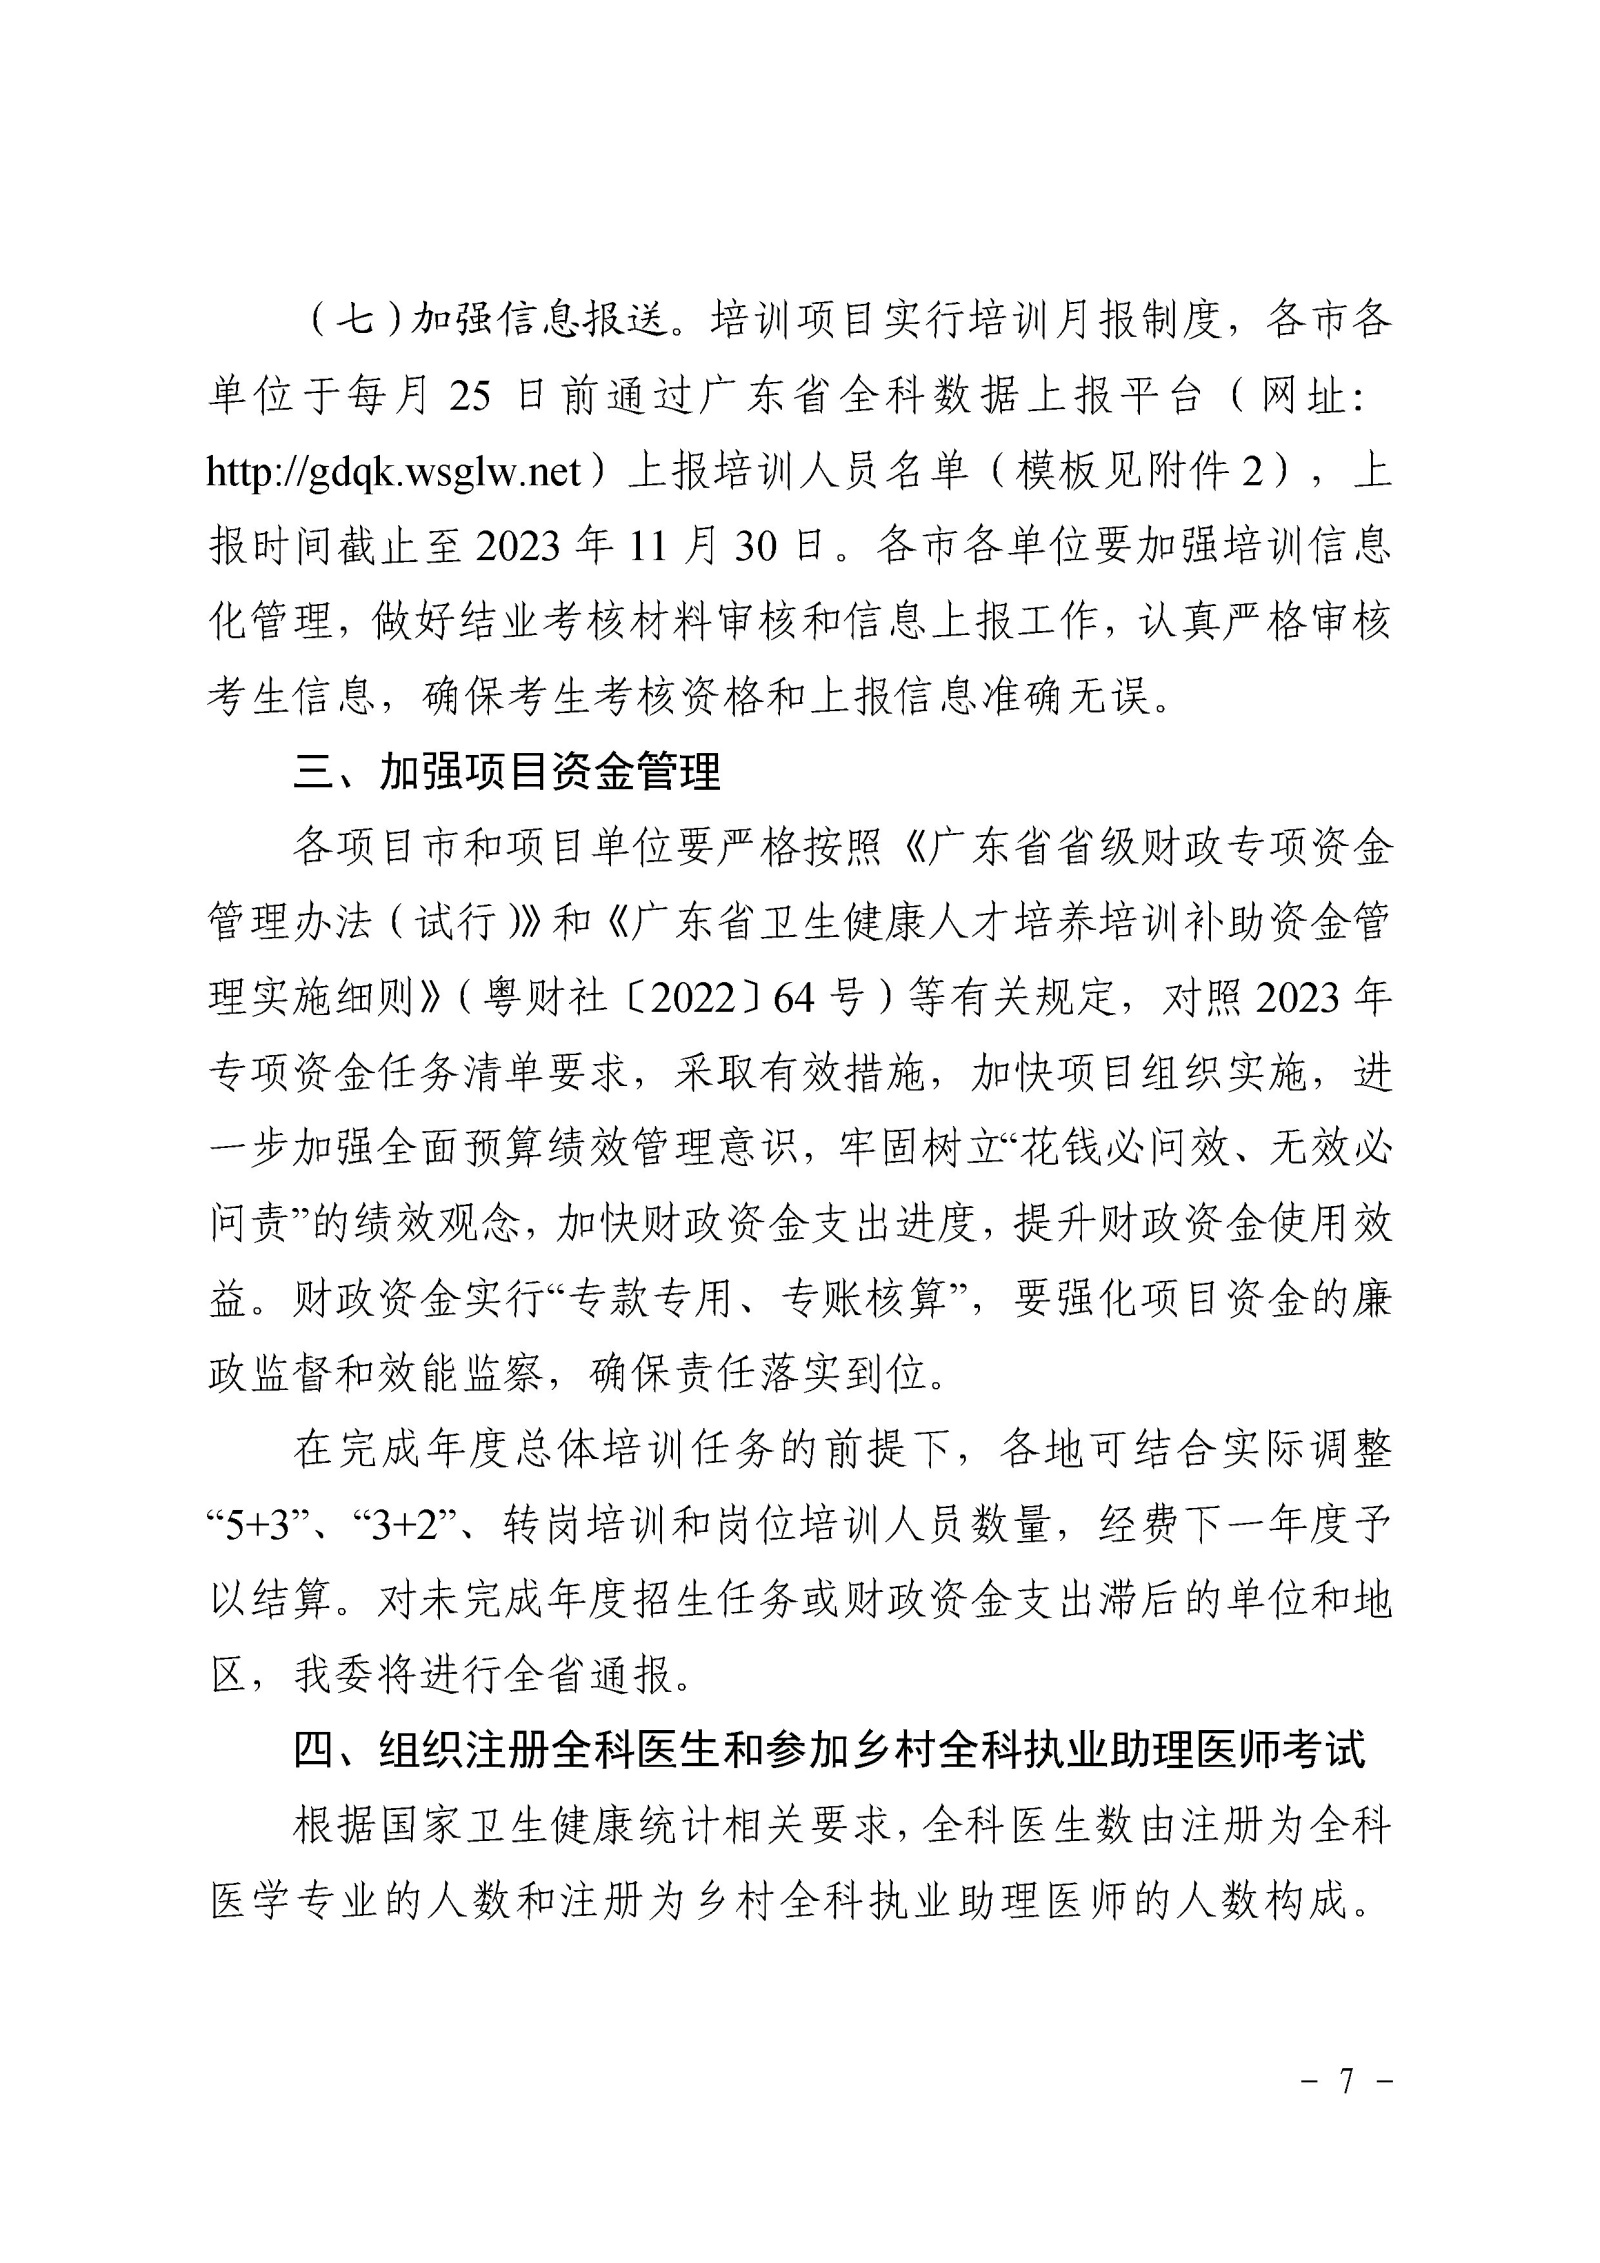 （七）加强信息报送。培训项目实行培训月报制度，各市各
单位于每月 25 日前通过广东省全科数据上报平台（网址：
http://gdqk.wsglw.net）上报培训人员名单（模板见附件 2），上
报时间截止至 2023 年 11 月 30 日。各市各单位要加强培训信息
化管理，做好结业考核材料审核和信息上报工作，认真严格审核
考生信息，确保考生考核资格和上报信息准确无误。
三、加强项目资金管理
各项目市和项目单位要严格按照《广东省省级财政专项资金
管理办法（试行）》和《广东省卫生健康人才培养培训补助资金管
理实施细则》（粤财社〔2022〕64 号）等有关规定，对照 2023 年
专项资金任务清单要求，采取有效措施，加快项目组织实施，进
一步加强全面预算绩效管理意识，牢固树立“花钱必问效、无效必
问责”的绩效观念，加快财政资金支出进度，提升财政资金使用效
益。财政资金实行“专款专用、专账核算”，要强化项目资金的廉
政监督和效能监察，确保责任落实到位。
在完成年度总体培训任务的前提下，各地可结合实际调整
“5+3”、“3+2”、转岗培训和岗位培训人员数量，经费下一年度予
以结算。对未完成年度招生任务或财政资金支出滞后的单位和地
区，我委将进行全省通报。
四、组织注册全科医生和参加乡村全科执业助理医师考试
根据国家卫生健康统计相关要求，全科医生数由注册为全科
医学专业的人数和注册为乡村全科执业助理医师的人数构成。
- 7 -